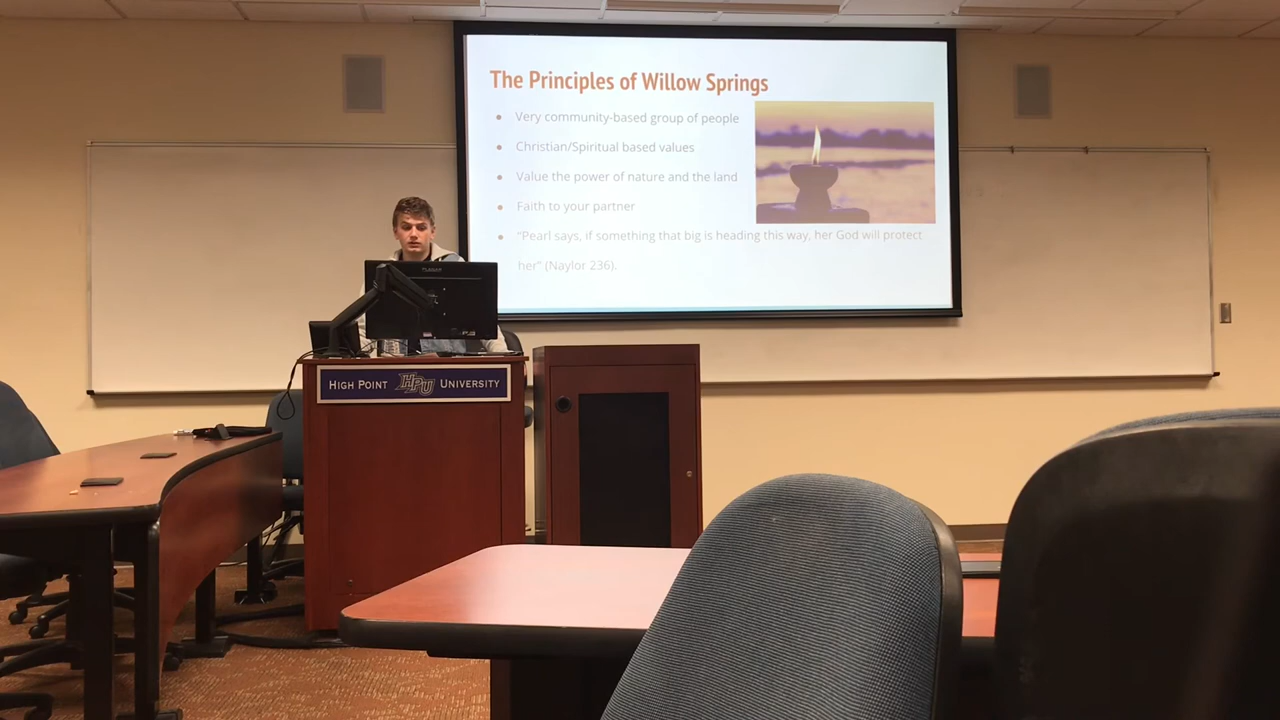 The Principles of Willow Springs
Very community-based group of people
Christian/Spiritual based values
Value the power of nature and the land
Faith to your partner
“Pearl says, if something that big is heading this way, her God will protect
her” (Naylor 236).
HIGH POINT HPU UNIVERSITY